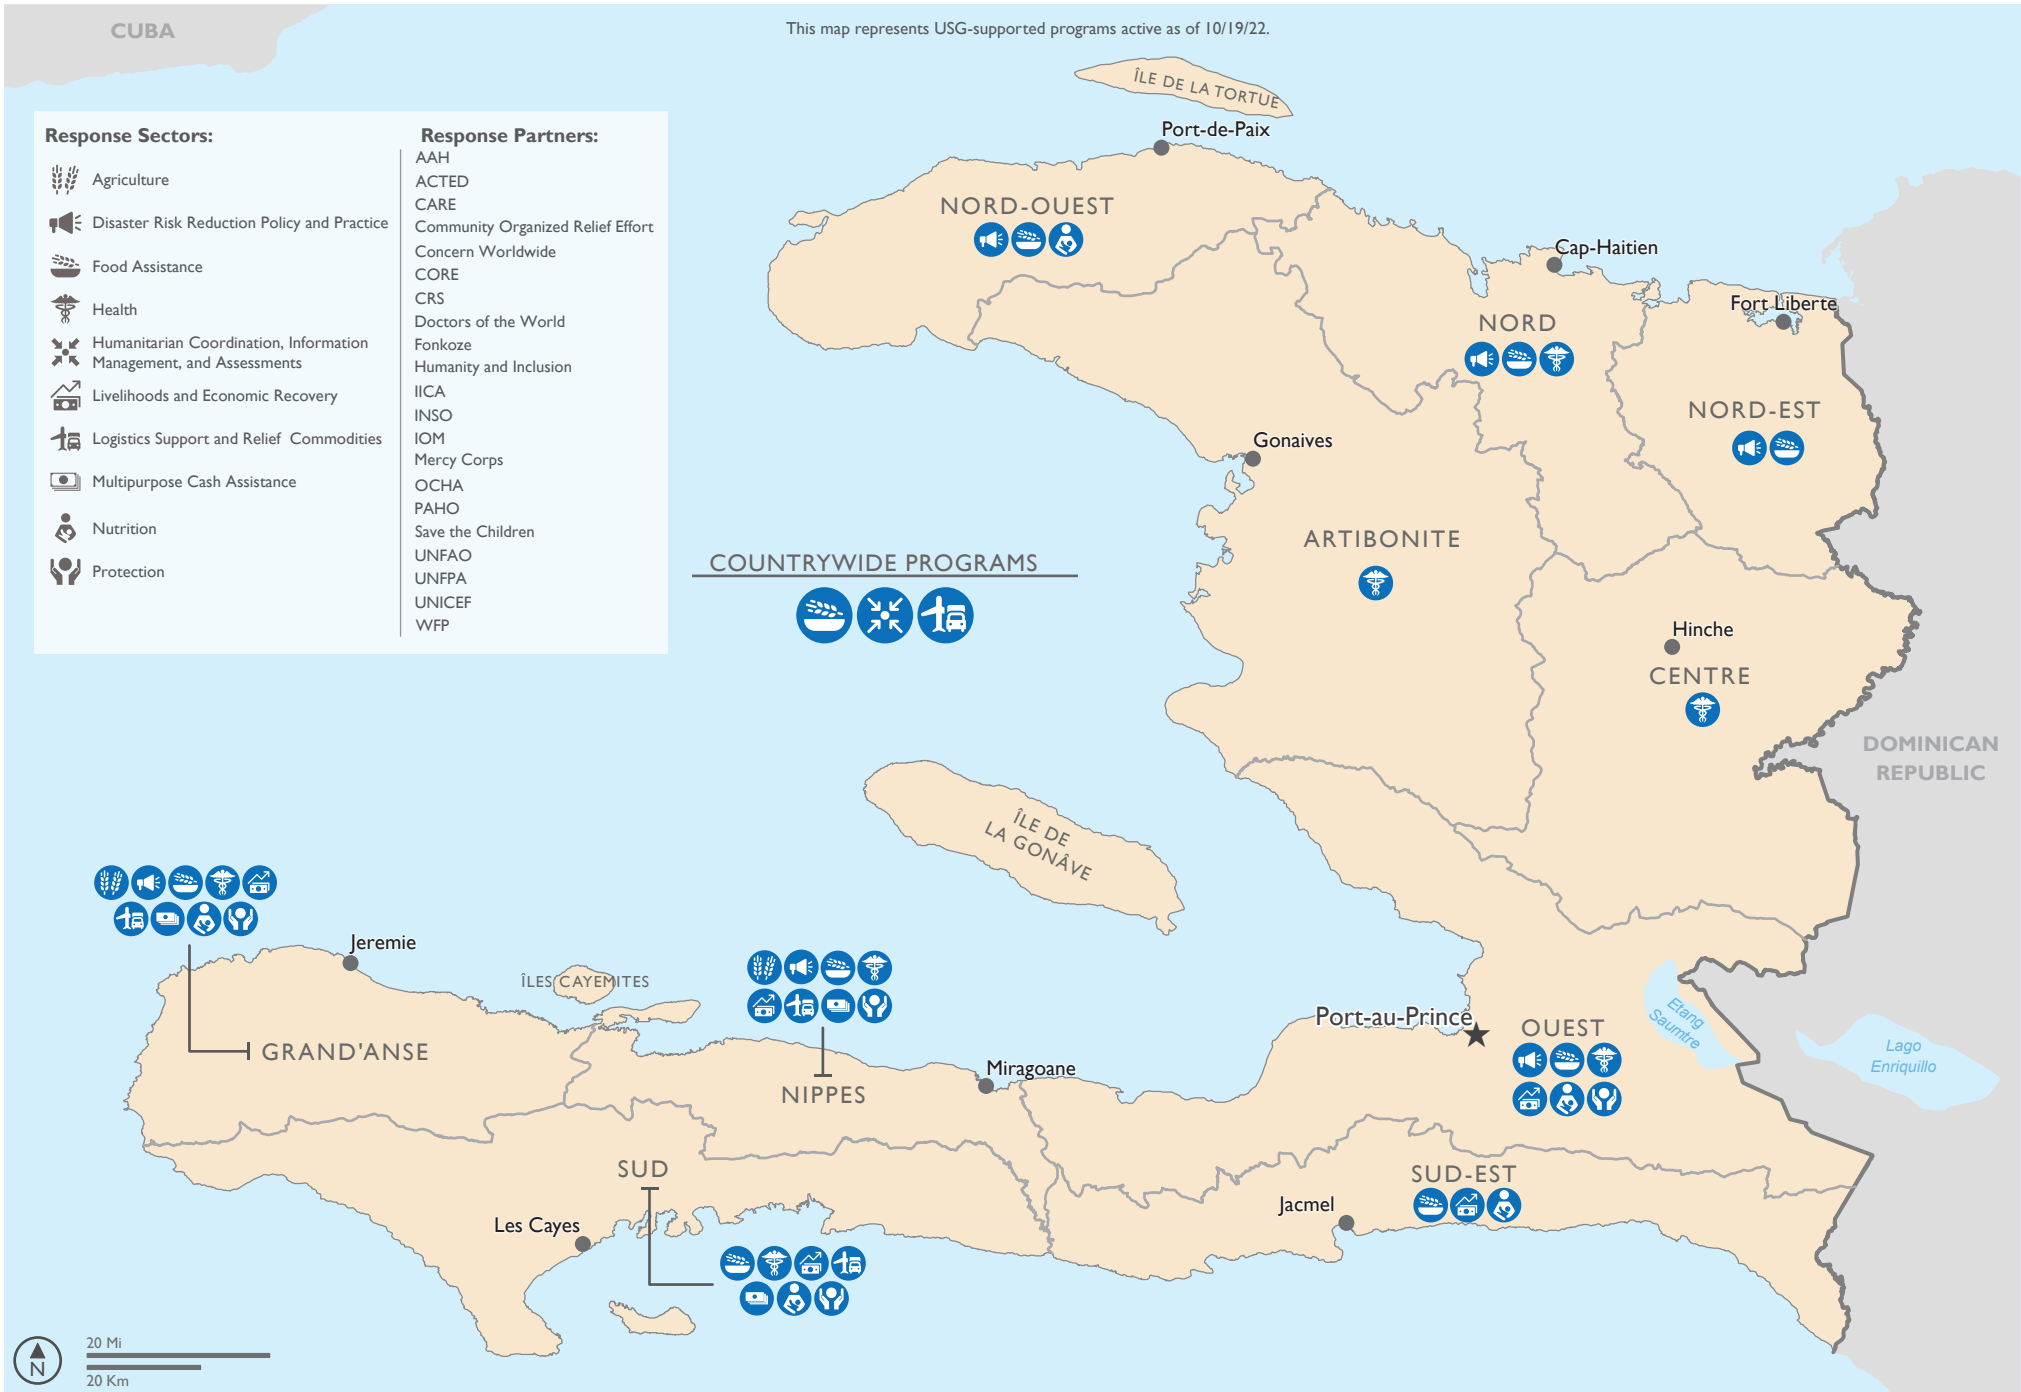 This map represents USG-supported programs active as of 10/19/22.
CUBA
ÎLE DE LA TORTUE
Response Sectors:
Agriculture
Disaster Risk Reduction Policy and Practice
Food Assistance
Health
Humanitarian Coordination, Information
Management, and Assessments
Livelihoods and Economic Recovery
Logistics Support and Relief Commodities
Multipurpose Cash Assistance
Nutrition
Protection
Response Partners:
AAH
ACTED
CARE
Community Organized Relief Effort
Concern Worldwide
CORE
CRS
Doctors of the World
Fonkoze
Humanity and Inclusion
IICA
INSO
IOM
Mercy Corps
OCHA
PAHO
Save the Children
UNFAO
UNFPA
UNICEF
WFP
Port-de-Paix
NORD-OUEST
Cap-Haitien
Fort Liberte
NORD
NORD-EST
Gonaives
ARTIBONITE
COUNTRYWIDE PROGRAMS
Hinche
CENTRE
DOMINICAN
REPUBLIC
ÎLE DE
LA GONÂVE
Jeremie
ÎLES CAYEMITES
GRAND'ANSE
NIPPES
Miragoane
Port-au-Prince
OUEST
Etang
Saumtre
Lago
Enriquillo
SUD
SUD-EST
Jacmel
Les Cayes
20 Mi
20 Km
N